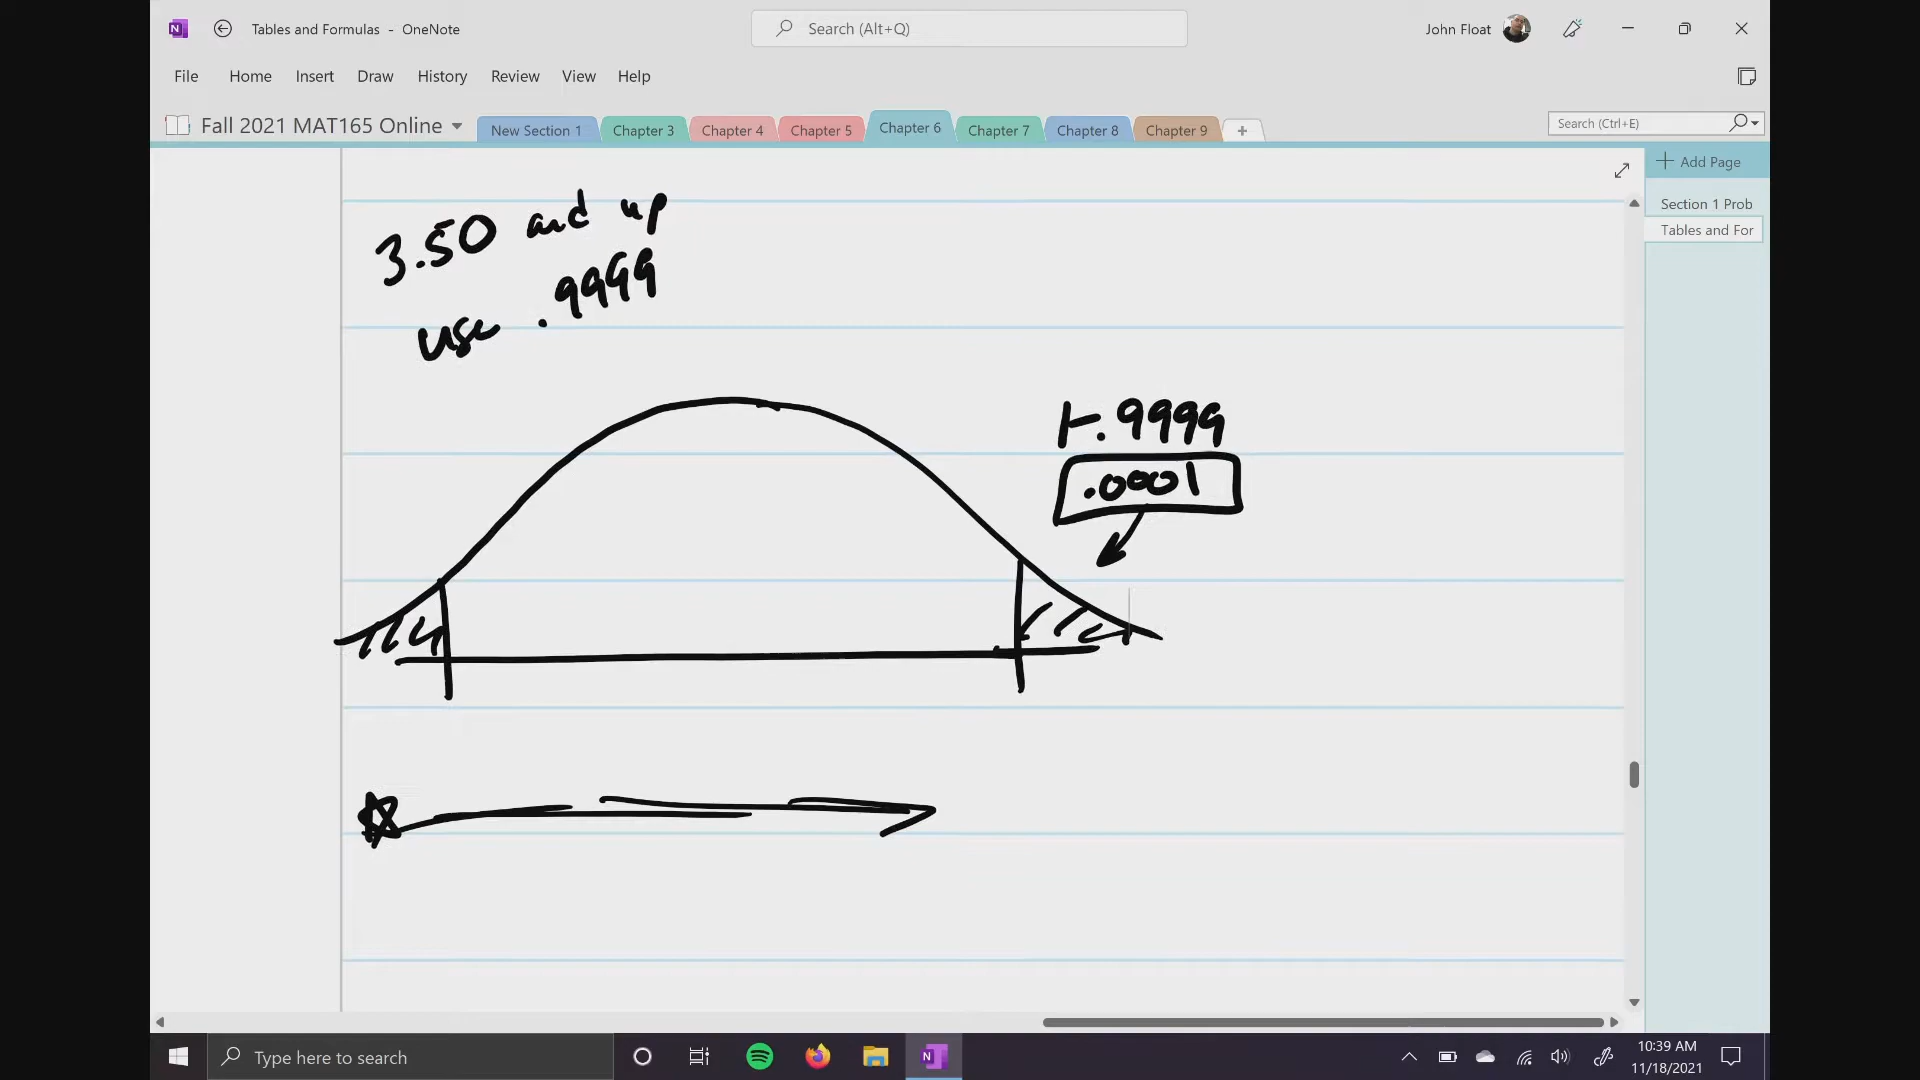 Tables and Formulas - OneNote
Search (Alt+Q)
John Float
File Home Insert Draw History Review View Help
Fall 2021 MAT165 Online
New Section 1 Chapter 3 Chapter 4 Chapter 5 Chapter 6 Chapter 7 Chapter 8 Chapter 9 +
Search (Ctrl+E)
Add Page
Section 1 Prob
Tables and For
3.50 and up
use .9999
1-.9999
.0001
Type here to search
10:39 AM
11/18/2021